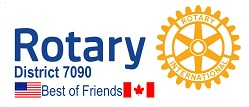 Rotary
District 7090
Best of Friends
ROTARY
INTERNATIONAL